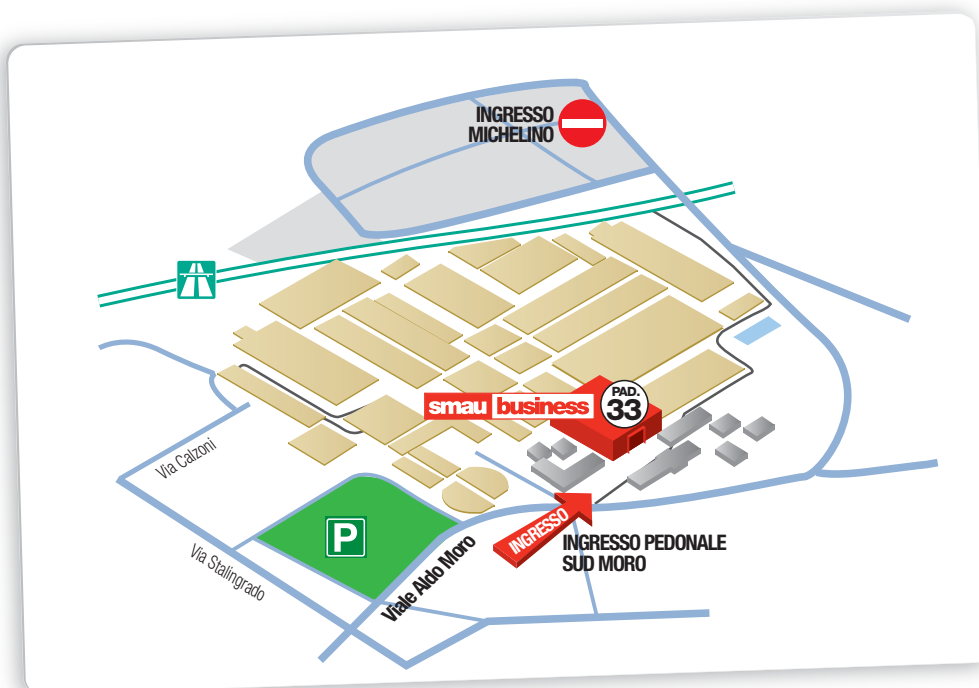 INGRESSO
MICHELINO
smau business
PAD.
33
Via Calzoni
P
Via Stalingrado
Viale Aldo Moro
INGRESSO
INGRESSO PEDONALE
SUD MORO